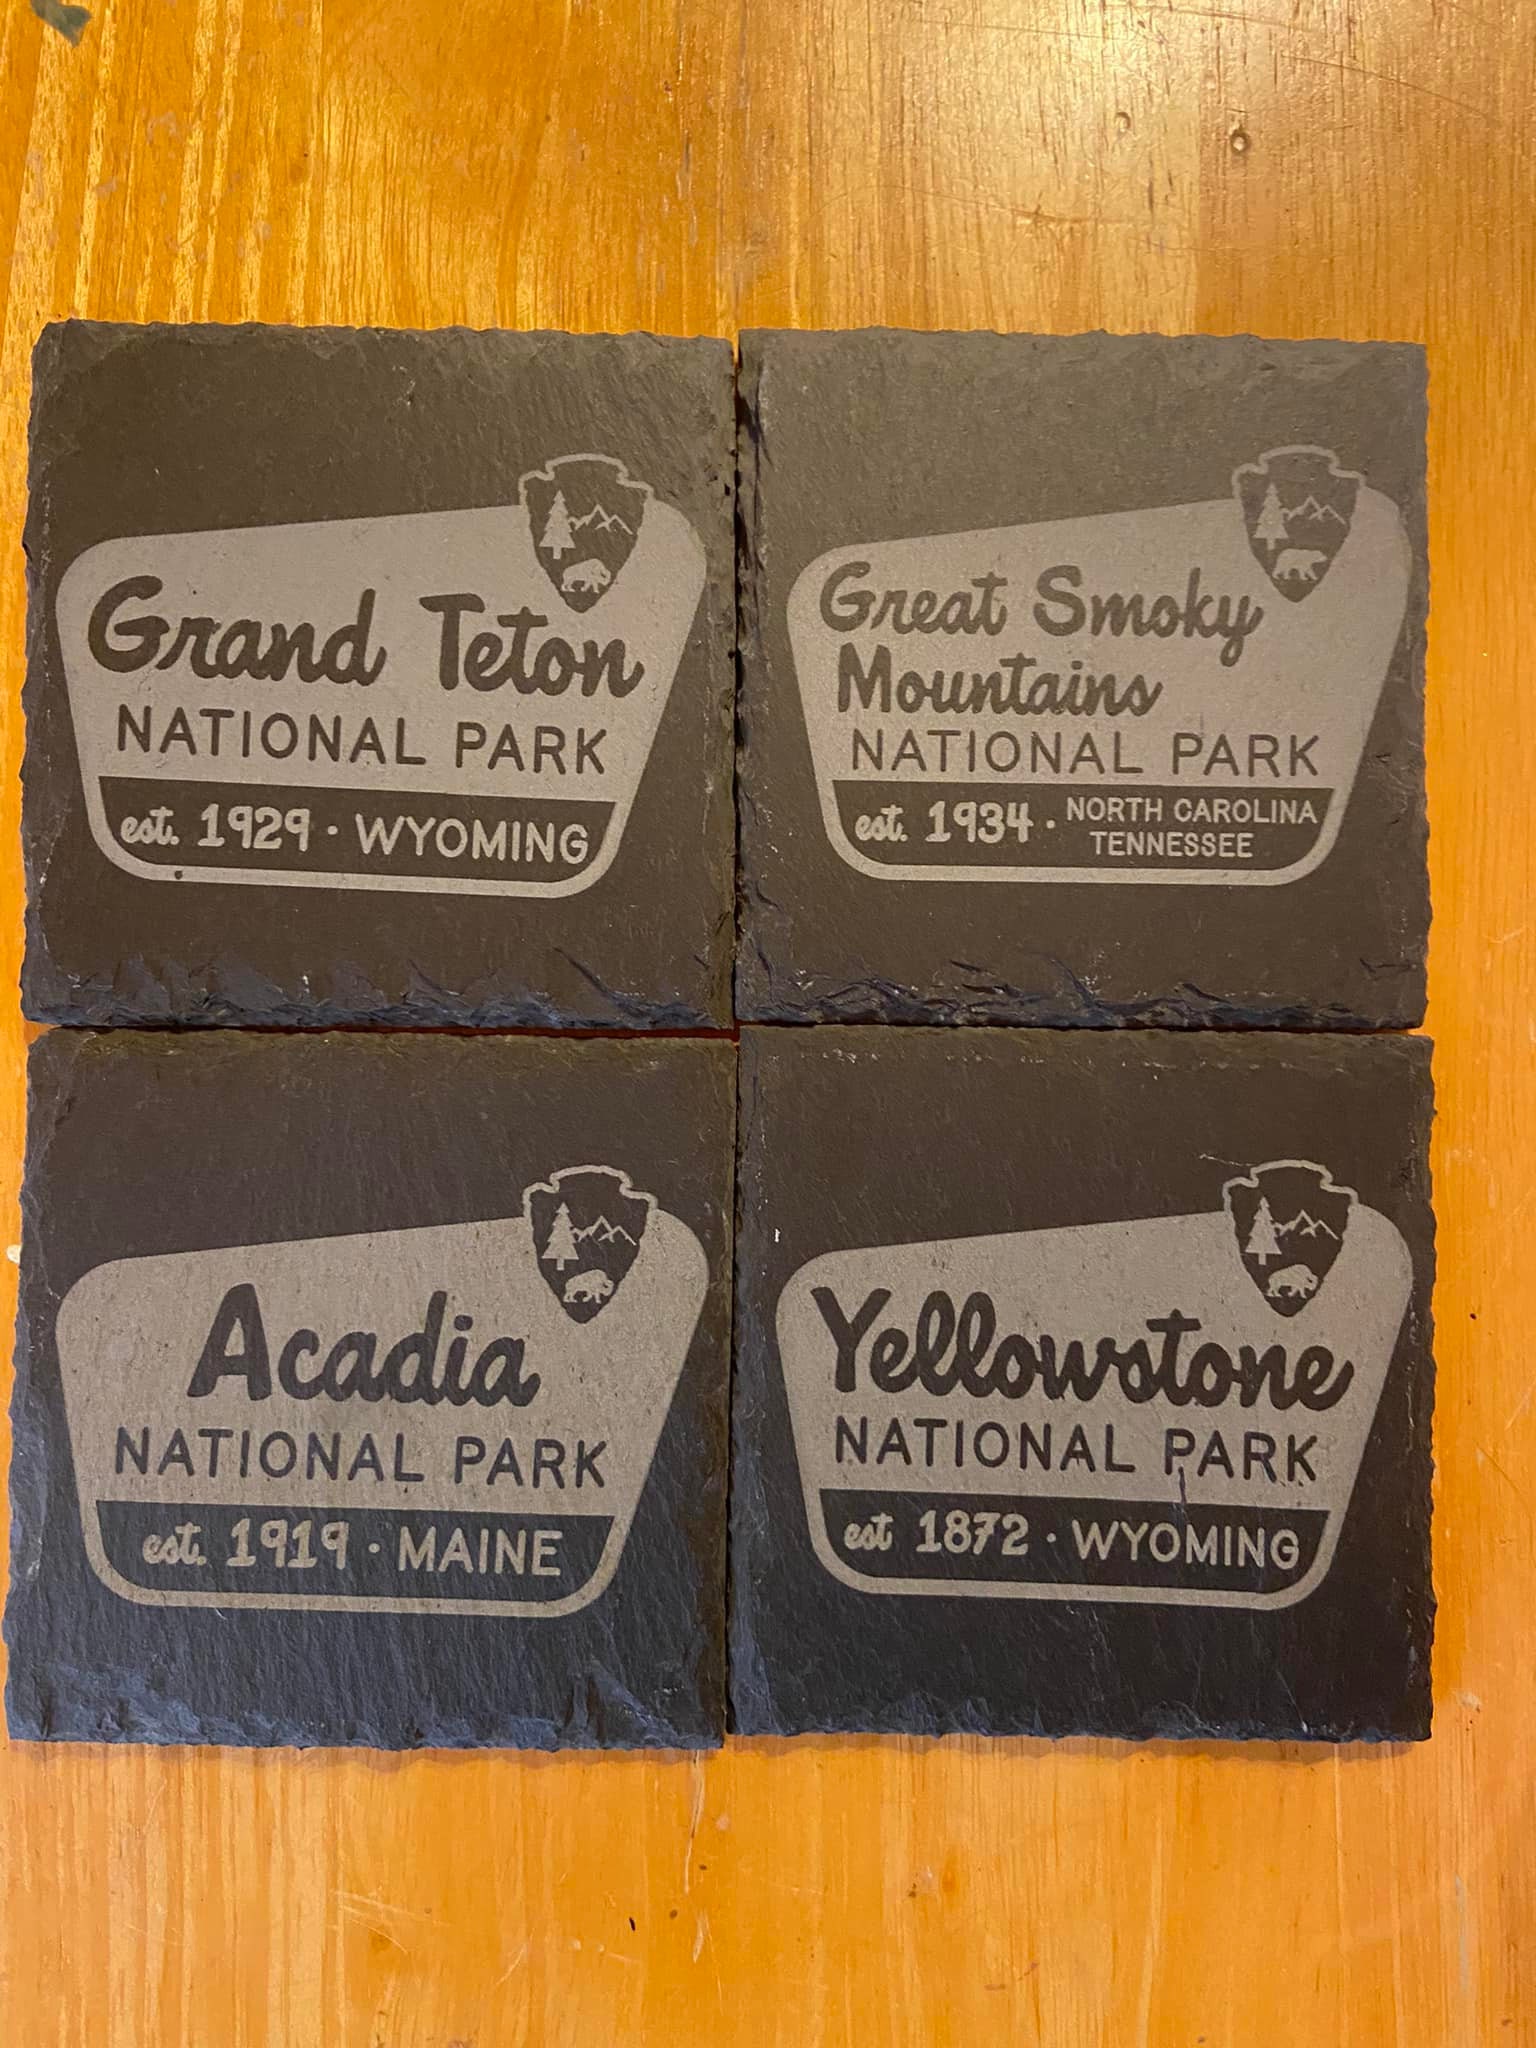 Grand Teton
NATIONAL PARK
est. 1929 · WYOMING
Great Smoky
Mountains
NATIONAL PARK
est. 1934 · NORTH CAROLINA
TENNESSEE
Acadia
NATIONAL PARK
est. 1919 · MAINE
Yellowstone
NATIONAL PARK
est 1872 · WYOMING